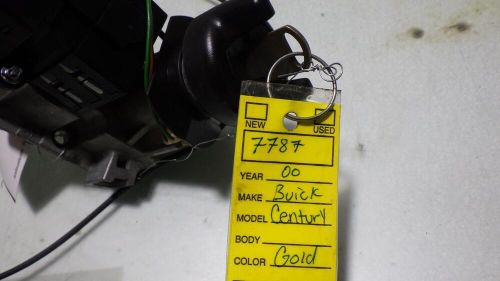 NEW USED
7787
YEAR 00
MAKE Buick
MODEL Century
BODY
COLOR Gold